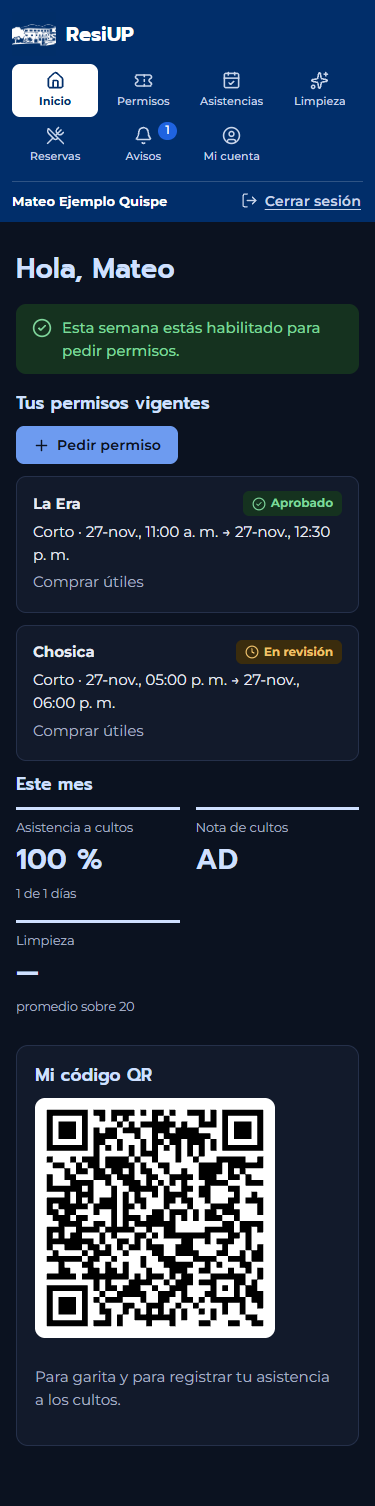 ResiUP
Inicio
Permisos
Asistencias
Limpieza
Reservas
1
Avisos
Mi cuenta
Mateo Ejemplo Quispe
Cerrar sesión
Hola, Mateo
Esta semana estás habilitado para
pedir permisos.
Tus permisos vigentes
+ Pedir permiso
La Era
Aprobado
Corto · 27-nov., 11:00 a. m. → 27-nov., 12:30
p. m.
Comprar útiles
Chosica
En revisión
Corto · 27-nov., 05:00 p. m. → 27-nov.,
06:00 p. m.
Comprar útiles
Este mes
Asistencia a cultos
100 %
1 de 1 días
Nota de cultos
AD
Limpieza
—
promedio sobre 20
Mi código QR
Para garita y para registrar tu asistencia
a los cultos.